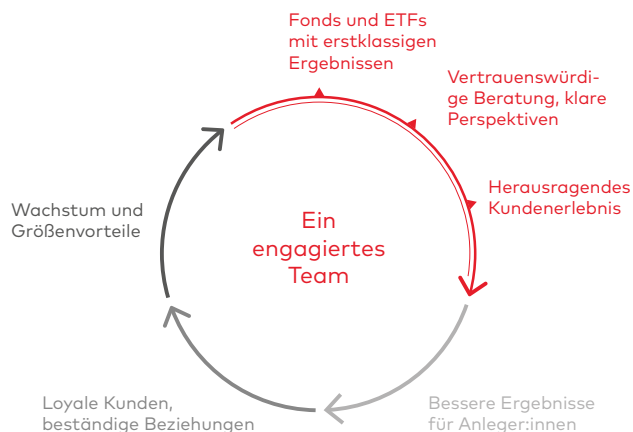 Fonds und ETFs
mit erstklassigen
Ergebnissen
Vertrauenswürdi-
ge Beratung, klare
Perspektiven
Herausragendes
Kundenerlebnis
Wachstum und
Größenvorteile
Ein
engagiertes
Team
Loyale Kunden,
beständige Beziehungen
Bessere Ergebnisse
für Anleger:innen